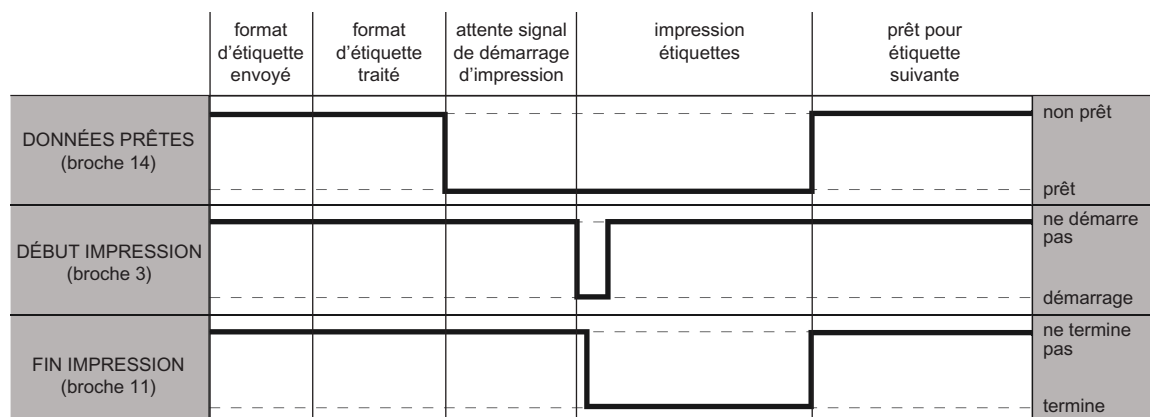 format
d’étiquette
envoyé
format
d’étiquette
traité
attente signal
de démarrage
d’impression
impression
étiquettes
prêt pour
étiquette
suivante
DONNÉES PRÊTES
(broche 14)
non prêt
prêt
DÉBUT IMPRESSION
(broche 3)
ne démarre
pas
démarrage
FIN IMPRESSION
(broche 11)
ne termine
pas
termine